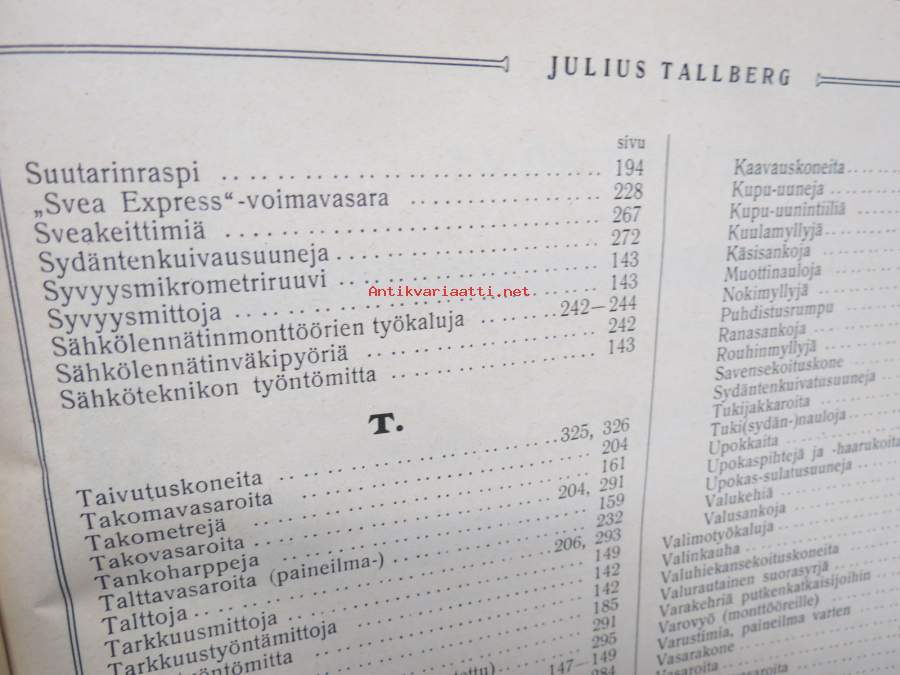 JULIUS TALLBERG
sivu
Suutarinraspi 194
„Svea Express“-voimavasara 228
Sveakeittimiä 267
Sydäntenkuivausuuneja 272
Syvyysmikrometriruuvi 143
Syvyysmittoja 143
Sähkölennätinmonttöörien työkaluja 242—244
Sähkölennätinväkipyöriä 242
Sähköteknikon työntömitta 143
T.
Taivutuskoneita 325, 326
Takomavasaroita 204
Takometrejä 161
Takovasaroita 204, 291
Tankoharppeja 159
Talttavasaroita (paineilma-) 232
Talttoja 206, 293
Tarkkuusmittoja 149
Tarkkuustyöntämittoja 142
142
185
291
295
147—149
284
Kaavauskoneita
Kupu-uuneja
Kupu-uunintiiliä
Kuulamyllyjä
Käsisankoja
Muottinauloja
Nokimyllyjä
Puhdistusrumpu
Ranasankoja
Rouhinmyllyjä
Savensekoituskone
Sydäntenkuivatusuuneja
Tukijakkaroita
Tuki(sydän-)nauloja
Upokkaita
Upokaspihtejä ja -haarukoita
Upokas-sulatusuuneja
Valukehiä
Valusankoja
Valimotyökaluja
Valinkauha
Valuhiekansekoituskoneita
Valurautainen suorasyrjä
Varakehriä putkenkatkaisijoihin
Varovyö (monttööreille)
Varustimia, paineilma varten
Vasarakone
Vasaroita
Antikvariaatti.net